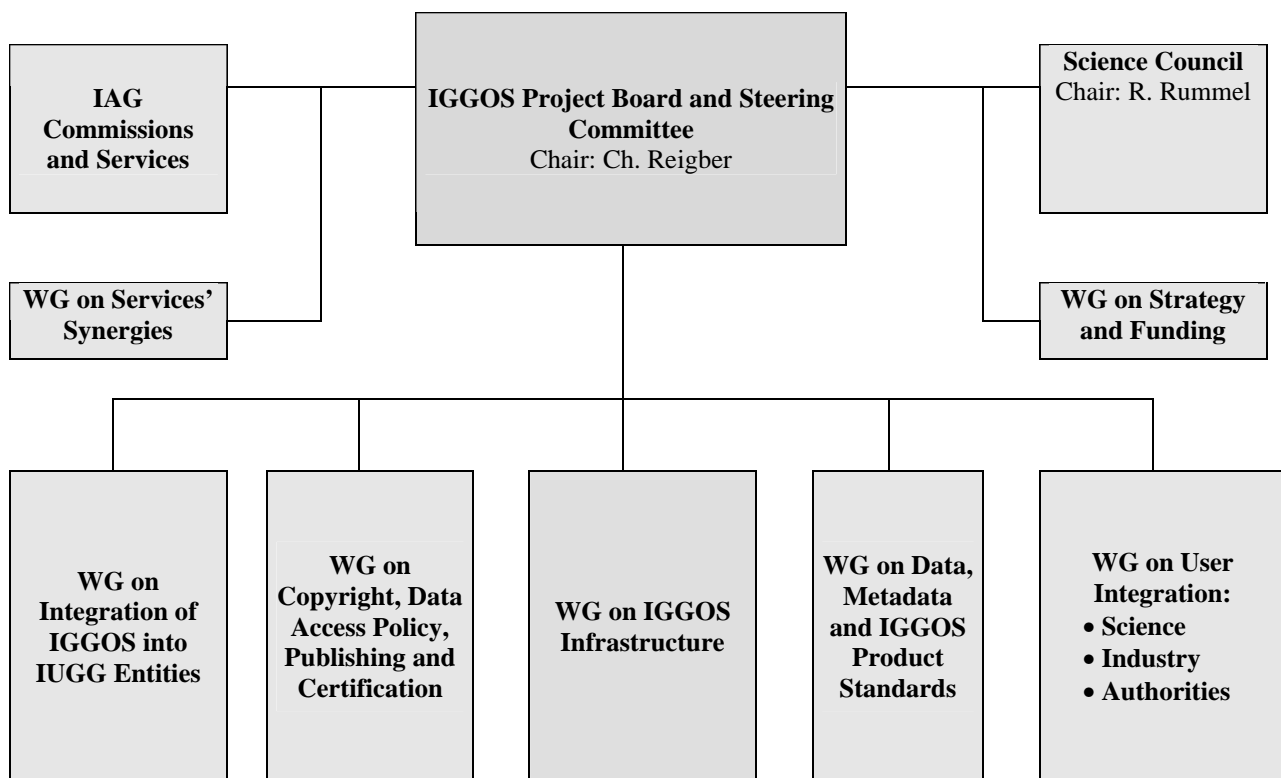 IAG
Commissions
and Services
IGGOS Project Board and Steering
Committee
Chair: Ch. Reigber
Science Council
Chair: R. Rummel
WG on Services’
Synergies
WG on Strategy
and Funding
WG on
Integration of
IGGOS into
IUGG Entities
WG on
Copyright, Data
Access Policy,
Publishing and
Certification
WG on IGGOS
Infrastructure
WG on Data,
Metadata
and IGGOS
Product
Standards
WG on User
Integration:
• Science
• Industry
• Authorities